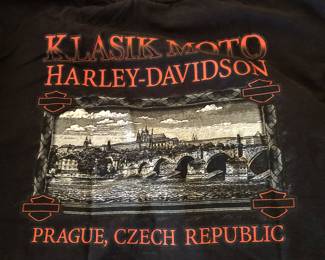 KLASIK MOTO
HARLEY-DAVIDSON
PRAGUE, CZECH REPUBLIC